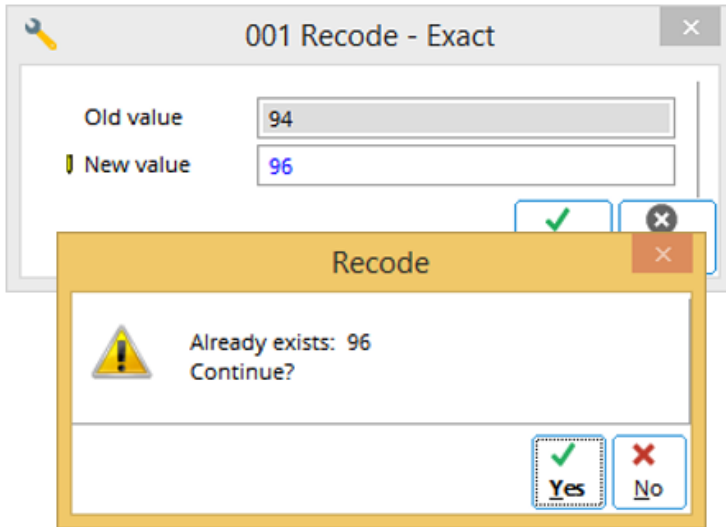 001 Recode - Exact
Old value 94
New value 96
Recode
Already exists: 96
Continue?
Yes No